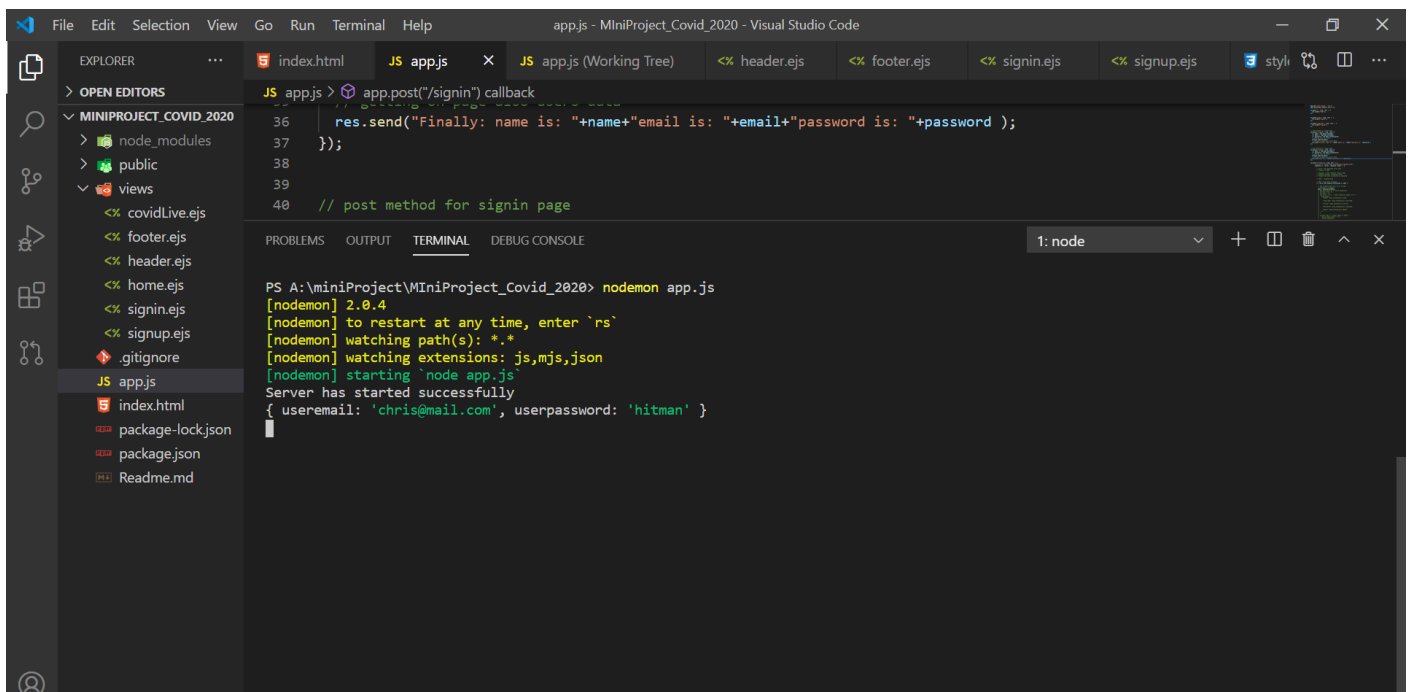 File Edit Selection View Go Run Terminal Help app.js - MIniProject_Covid_2020 - Visual Studio Code
EXPLORER ...
index.html JS app.js JS app.js (Working Tree) <% header.ejs <% footer.ejs <% signin.ejs <% signup.ejs
OPEN EDITORS
JS app.js > app.post("/signin") callback
MINIPROJECT_COVID_2020
node_modules
public
views
<% covidLive.ejs
<% footer.ejs
<% header.ejs
<% home.ejs
<% signin.ejs
<% signup.ejs
.gitignore
JS app.js
index.html
package-lock.json
package.json
Readme.md
36 res.send("Finally: name is: "+name+"email is: "+email+"password is: "+password );
37 });
38
39
40 // post method for signin page
PROBLEMS OUTPUT TERMINAL DEBUG CONSOLE 1: node
PS A:\miniProject\MIniProject_Covid_2020> nodemon app.js
[nodemon] 2.0.4
[nodemon] to restart at any time, enter `rs`
[nodemon] watching path(s): *.*
[nodemon] watching extensions: js,mjs,json
[nodemon] starting `node app.js`
Server has started successfully
{ useremail: 'chris@mail.com', userpassword: 'hitman' }